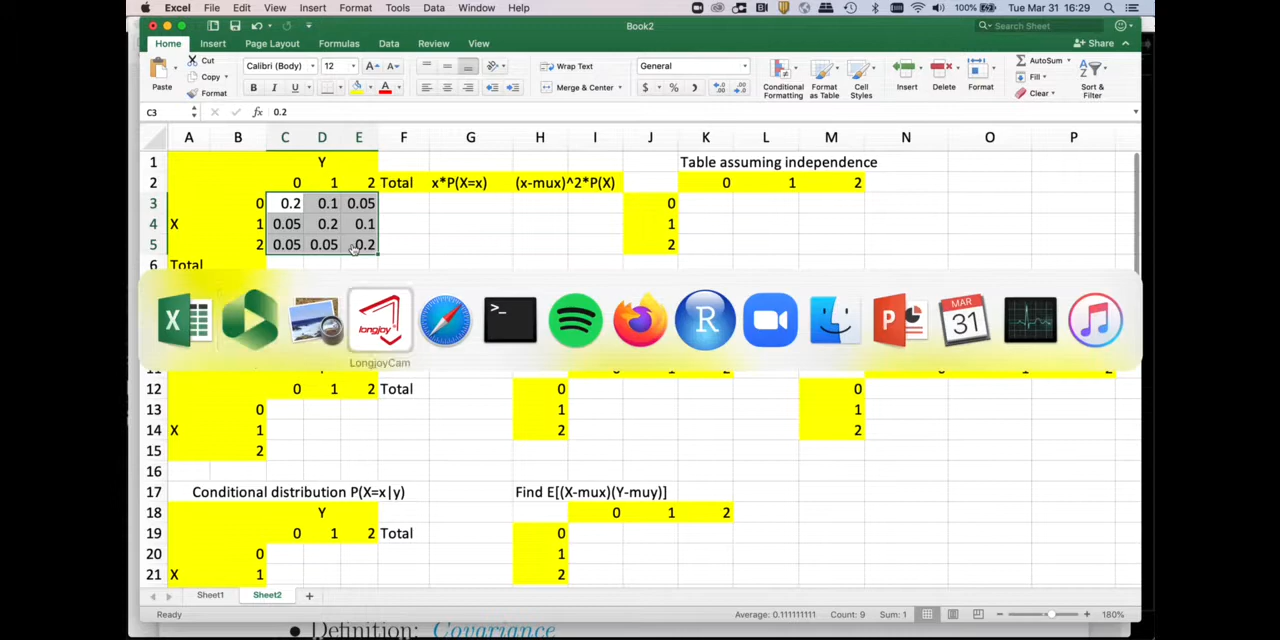 Excel File Edit View Insert Format Tools Data Window Help 100% Tue Mar 31 16:29
Book2
Search Sheet
Home Insert Page Layout Formulas Data Review View Share
Paste Cut Calibri (Body) 12 Wrap Text General Conditional Formatting Format as Table Cell Styles Insert Delete Format AutoSum Sort & Filter
Copy Fill
Format B I U A Merge & Center $ % Clear
C3 fx 0.2
A B C D E F G H I J K L M N O P
1 Y Table assuming independence
2 0 1 2 Total x*P(X=x) (x-mux)^2*P(X) 0 1 2
3 0 0.2 0.1 0.05 0
4 X 1 0.05 0.2 0.1 1
5 2 0.05 0.05 0.2 2
6 Total
LongjoyCam
12 0 1 2 Total 0 0
13 0 1 1
14 X 1 2 2
15 2
16
17 Conditional distribution P(X=x|y) Find E[(X-mux)(Y-muy)]
18 Y 0 1 2
19 0 1 2 Total 0
20 0 1
21 X 1 2
Sheet1 Sheet2
Ready Average: 0.111111111 Count: 9 Sum: 1 180%
Definition: Covariance